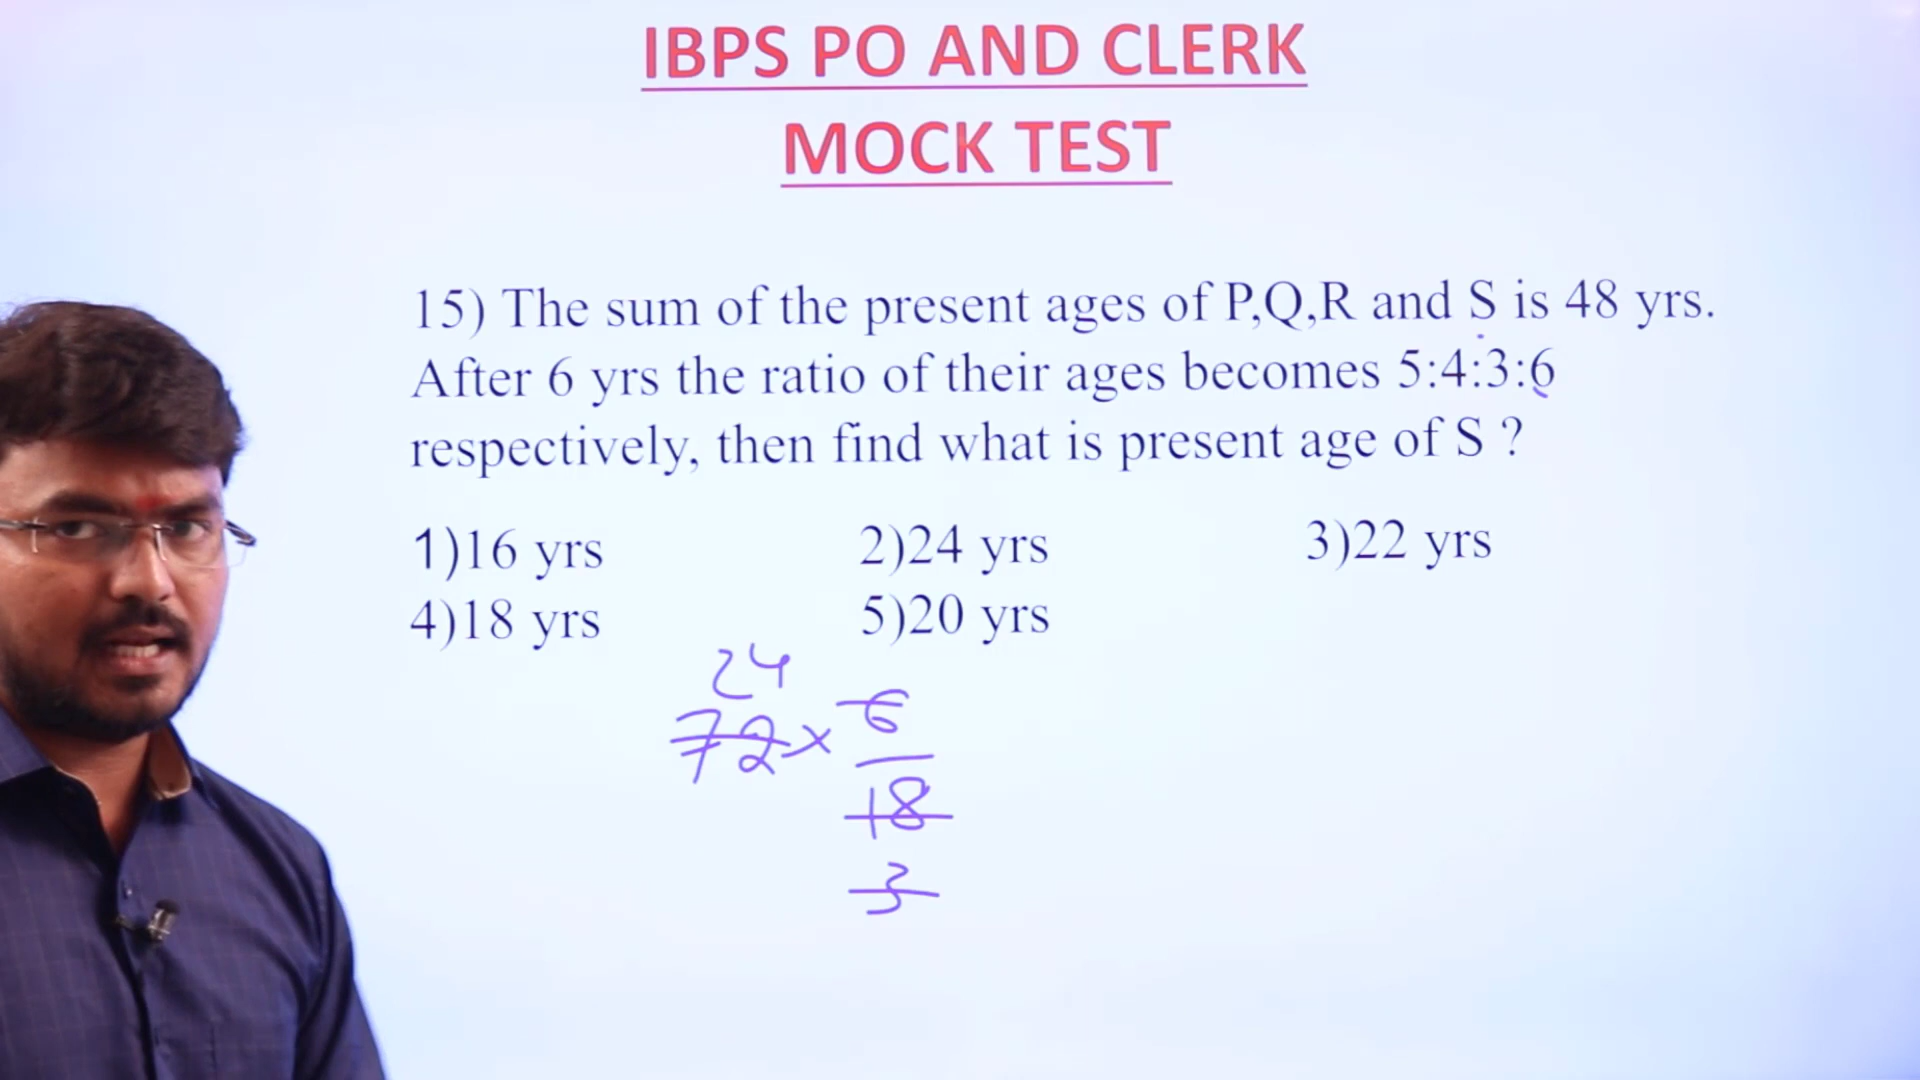 IBPS PO AND CLERK
MOCK TEST
15) The sum of the present ages of P,Q,R and S is 48 yrs.
After 6 yrs the ratio of their ages becomes 5:4:3:6
respectively, then find what is present age of S ?
1)16 yrs 2)24 yrs 3)22 yrs
4)18 yrs 5)20 yrs
24
72 × 6
18
3